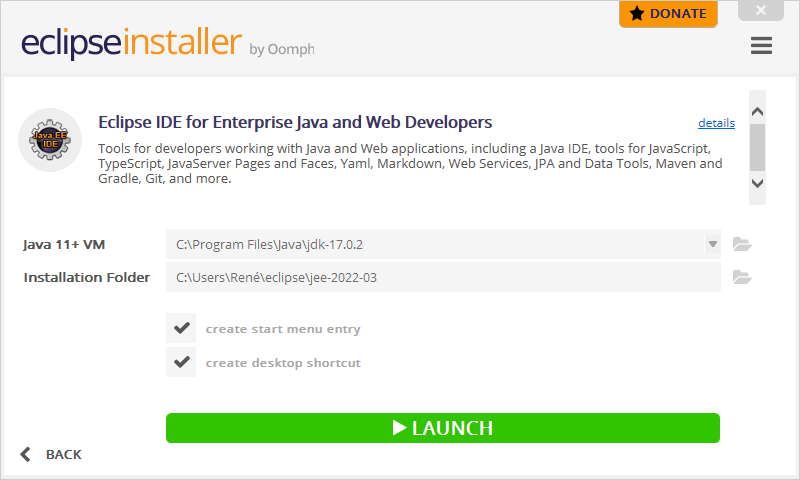 DONATE
eclipseinstaller by Oomph
Java EE
IDE
Eclipse IDE for Enterprise Java and Web Developers
details
Tools for developers working with Java and Web applications, including a Java IDE, tools for JavaScript,
TypeScript, JavaServer Pages and Faces, Yaml, Markdown, Web Services, JPA and Data Tools, Maven and
Gradle, Git, and more.
Java 11+ VM
C:\Program Files\Java\jdk-17.0.2
Installation Folder
C:\Users\René\eclipse\jee-2022-03
create start menu entry
create desktop shortcut
LAUNCH
BACK